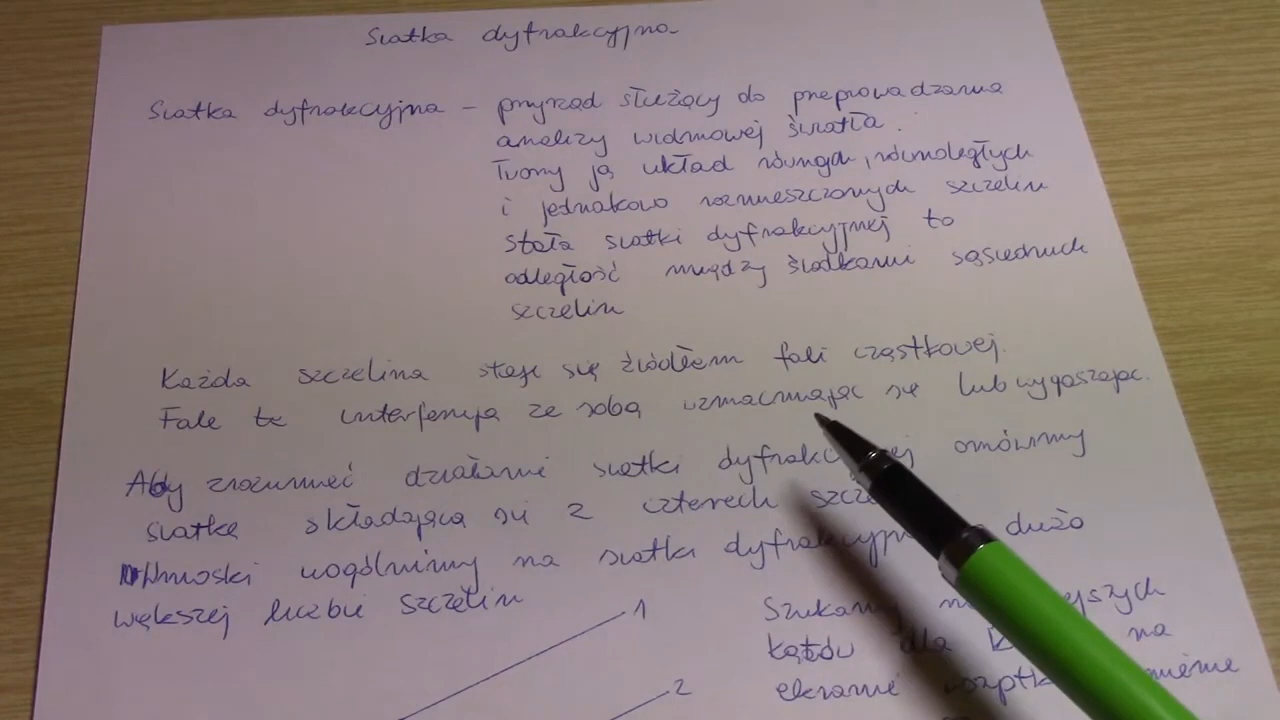 Siatka dyfrakcyjna
Siatka dyfrakcyjna – przyrząd służący do przeprowadzania
analizy widmowej światła.
Tworzy ją układ równych, równoległych
i jednakowo rozmieszczonych szczelin
stała siatki dyfrakcyjnej to
odległość między środkami sąsiednich
szczelin
Każda szczelina staje się źródłem fali cząstkowej.
Fale te interferują ze sobą wzmacniając się lub wygaszając.
Aby zrozumieć działanie siatki dyfrakcyjnej omówimy
siatkę składającą się z czterech
Wnioski uogólnimy na siatki o dużo
większej liczbie szczelin
1
Szukamy
kątów dla na
2
ekranie